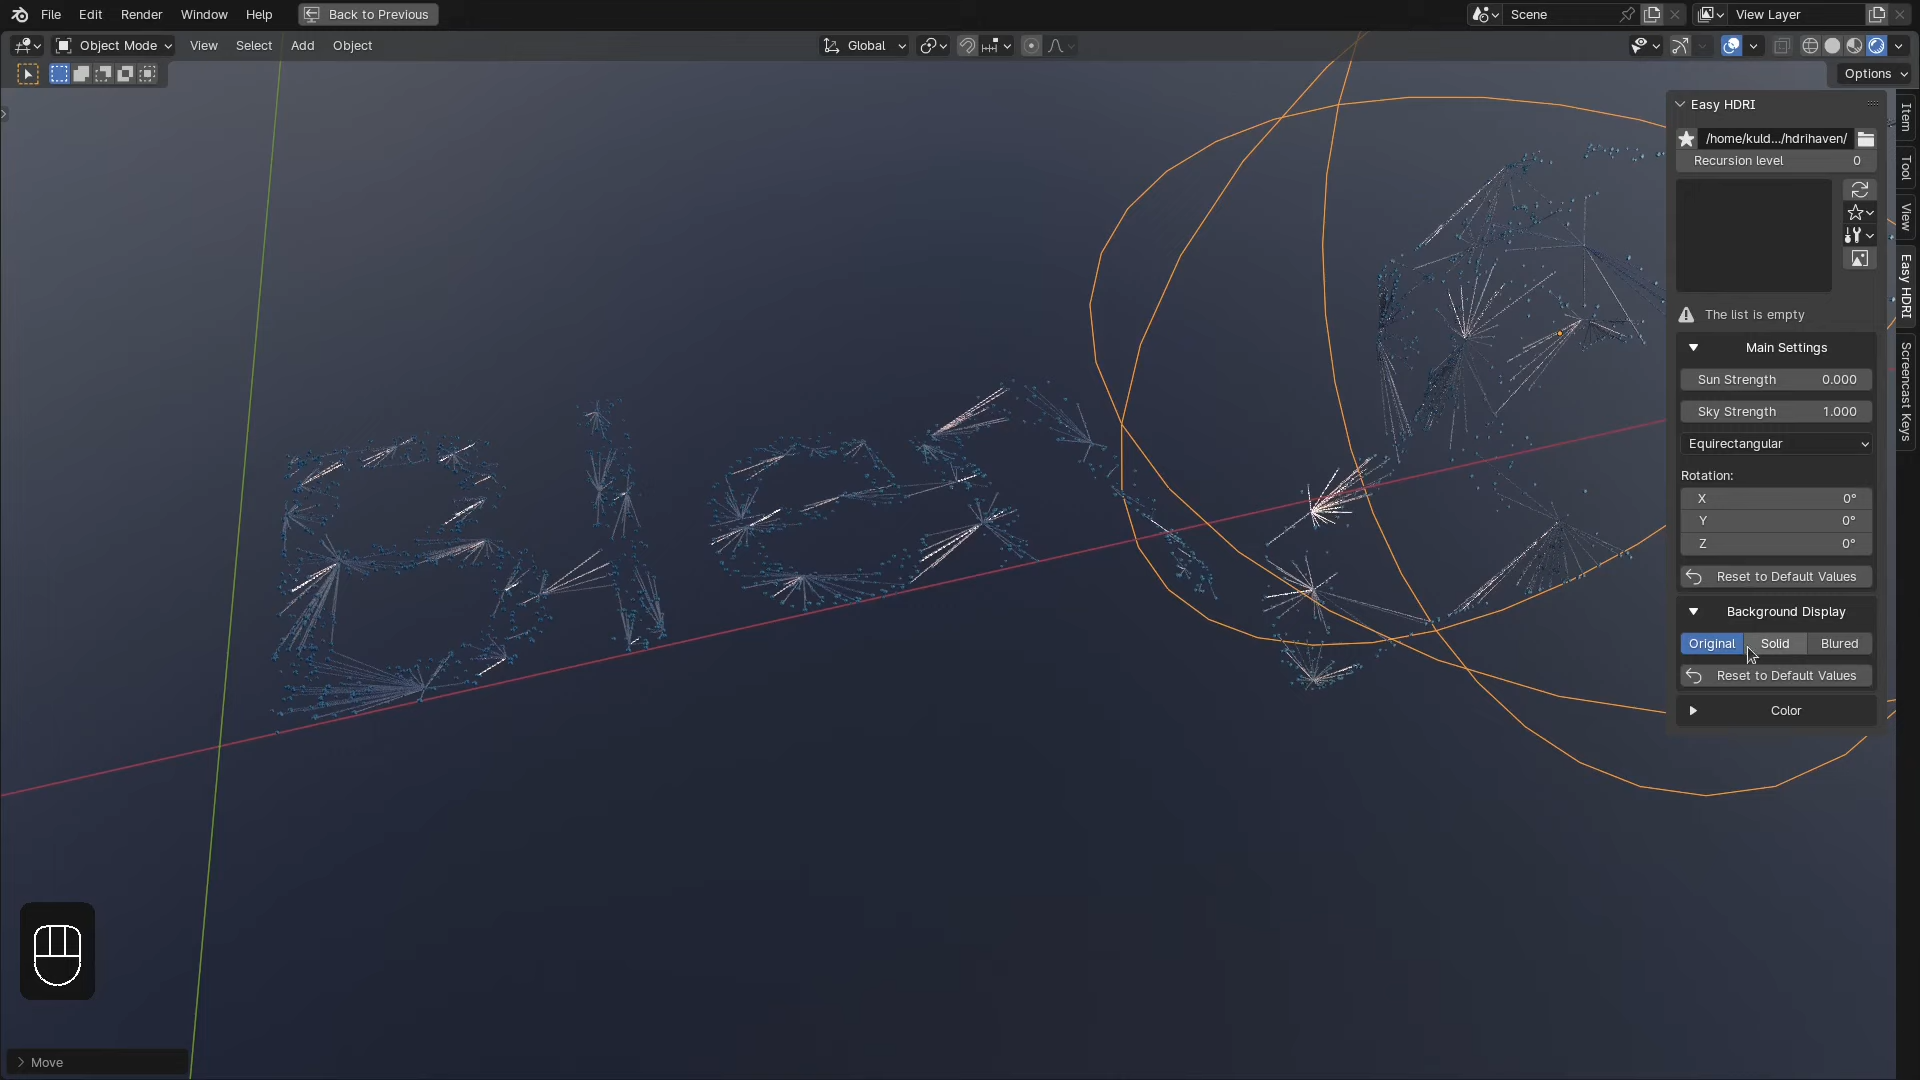 File Edit Render Window Help Back to Previous Scene View Layer
Object Mode View Select Add Object Global
Options
Easy HDRI
/home/kuld.../hdrihaven/
Recursion level 0
The list is empty
Main Settings
Sun Strength 0.000
Sky Strength 1.000
Equirectangular
Rotation:
X 0°
Y 0°
Z 0°
Reset to Default Values
Background Display
Original Solid Blured
Reset to Default Values
Color
Item
Tool
View
Easy HDRI
Screencast Keys
Move